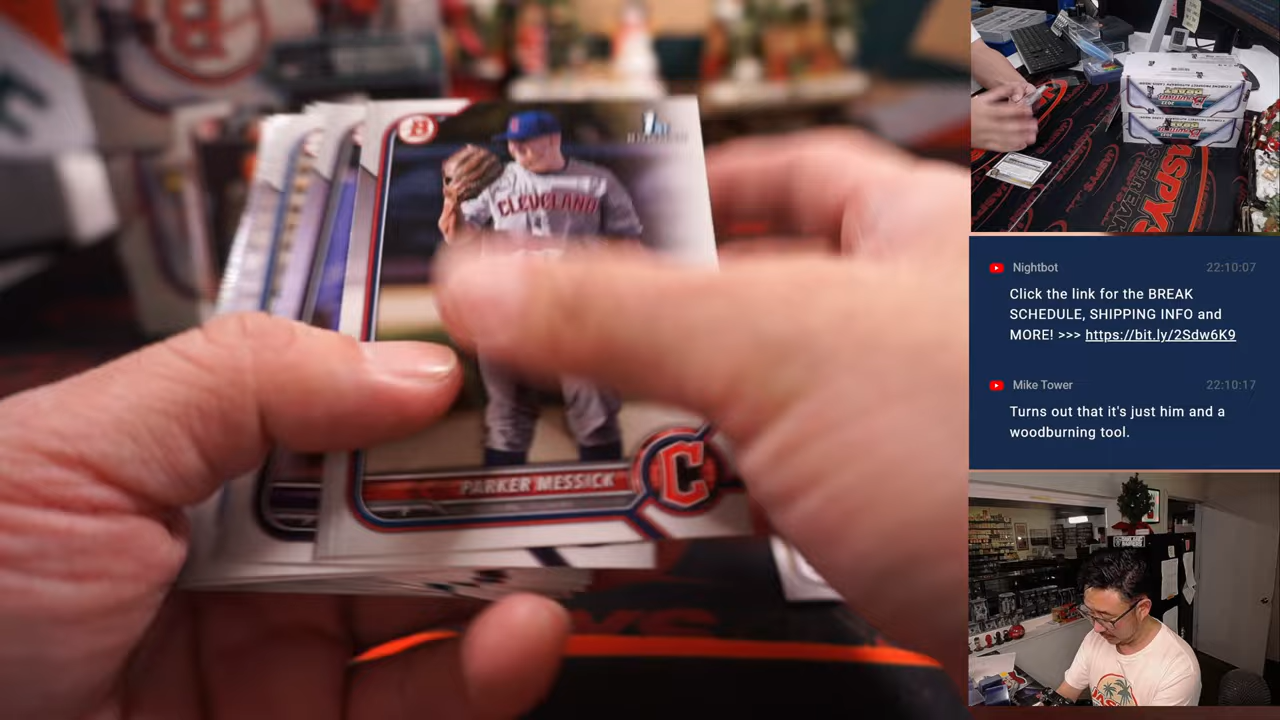 B
1st
CLEVELAND
PARKER MESSICK
C
Nightbot 22:10:07
Click the link for the BREAK
SCHEDULE, SHIPPING INFO and
MORE! >>> https://bit.ly/2Sdw6K9
Mike Tower 22:10:17
Turns out that it's just him and a
woodburning tool.